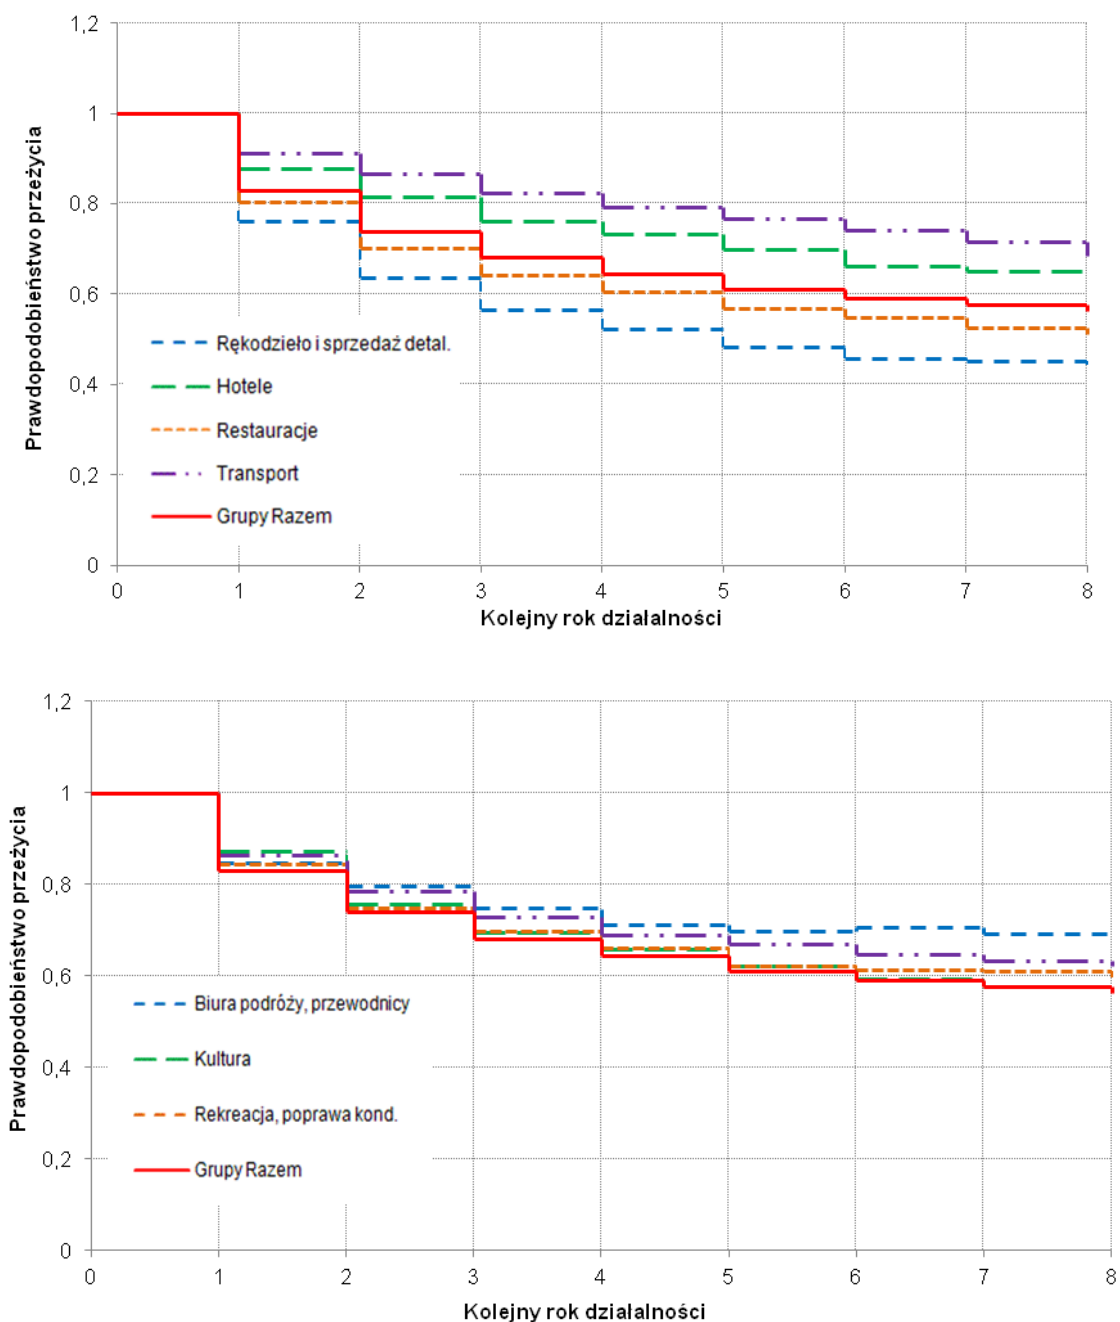 1,2
1
0,8
0,6
0,4
0,2
0
Prawdopodobieństwo przeżycia
Rękodzieło i sprzedaż detal.
Hotele
Restauracje
Transport
Grupy Razem
0 1 2 3 4 5 6 7 8
Kolejny rok działalności
1,2
1
0,8
0,6
0,4
0,2
0
Prawdopodobieństwo przeżycia
Biura podróży, przewodnicy
Kultura
Rekreacja, poprawa kond.
Grupy Razem
0 1 2 3 4 5 6 7 8
Kolejny rok działalności